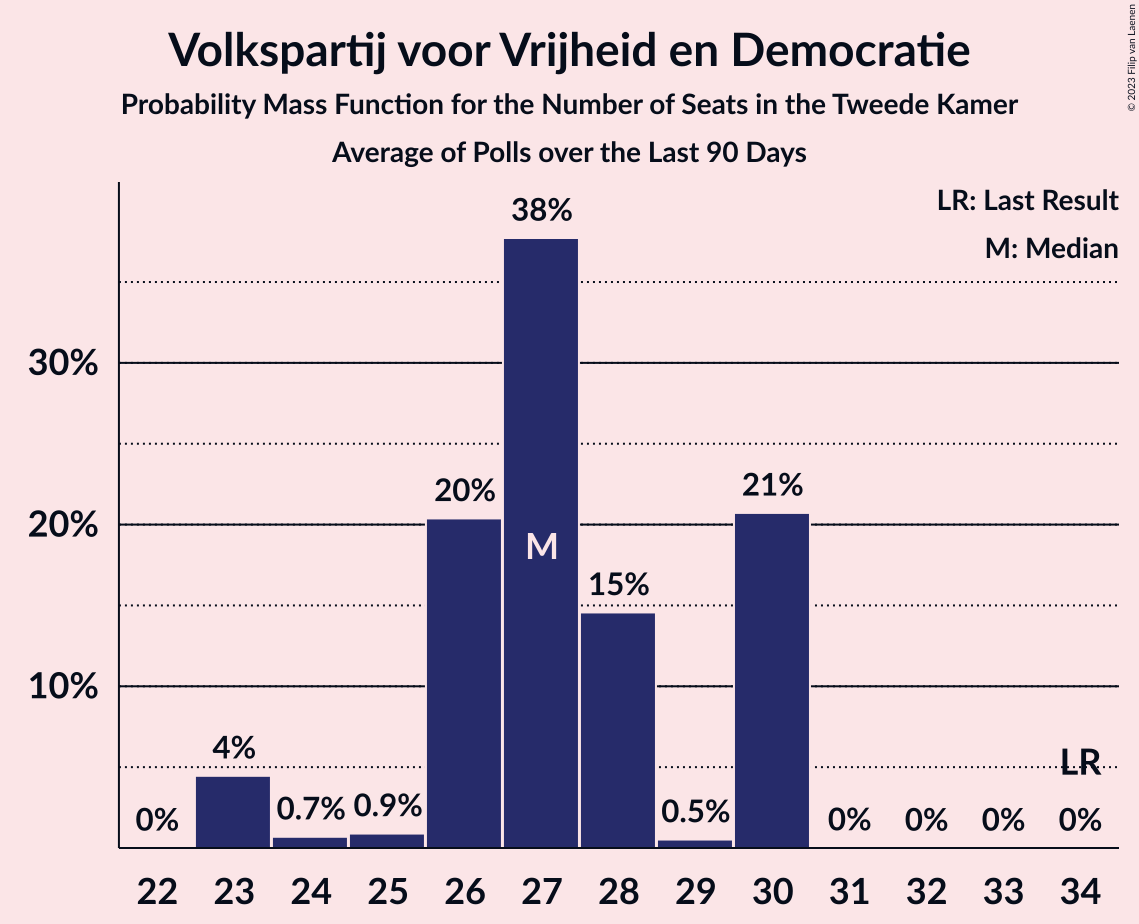 Volkspartij voor Vrijheid en Democratie
Probability Mass Function for the Number of Seats in the Tweede Kamer
Average of Polls over the Last 90 Days
© 2023 Filip van Laenen
LR: Last Result
M: Median
38%
30%
21%
20%
20%
M
15%
10%
4%
LR
0%
0.7%
0.9%
0.5%
0%
0%
0%
0%
22 23 24 25 26 27 28 29 30 31 32 33 34